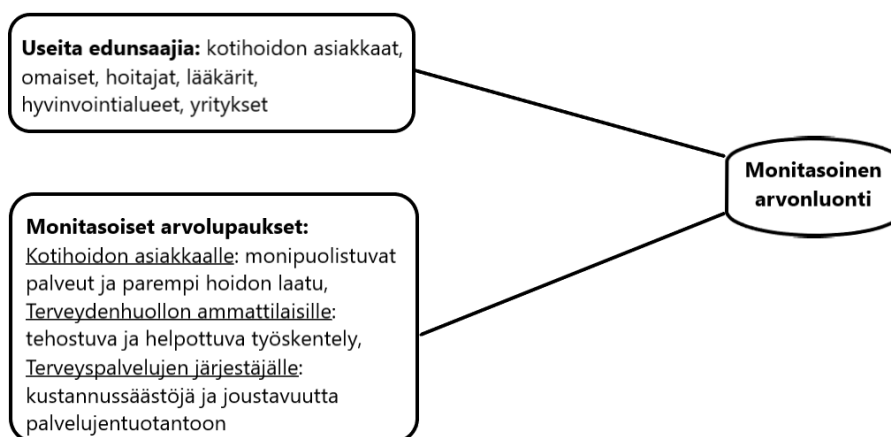 Useita edunsaajia: kotihoidon asiakkaat,
omaiset, hoitajat, lääkärit,
hyvinvointialueet, yritykset
Monitasoinen
arvonluonti
Monitasoiset arvolupaukset:
Kotihoidon asiakkaalle: monipuolistuvat
palveut ja parempi hoidon laatu,
Terveydenhuollon ammattilaisille:
tehostuva ja helpottuva työskentely,
Terveyspalvelujen järjestäjälle:
kustannussäästöjä ja joustavuutta
palvelujentuotantoon